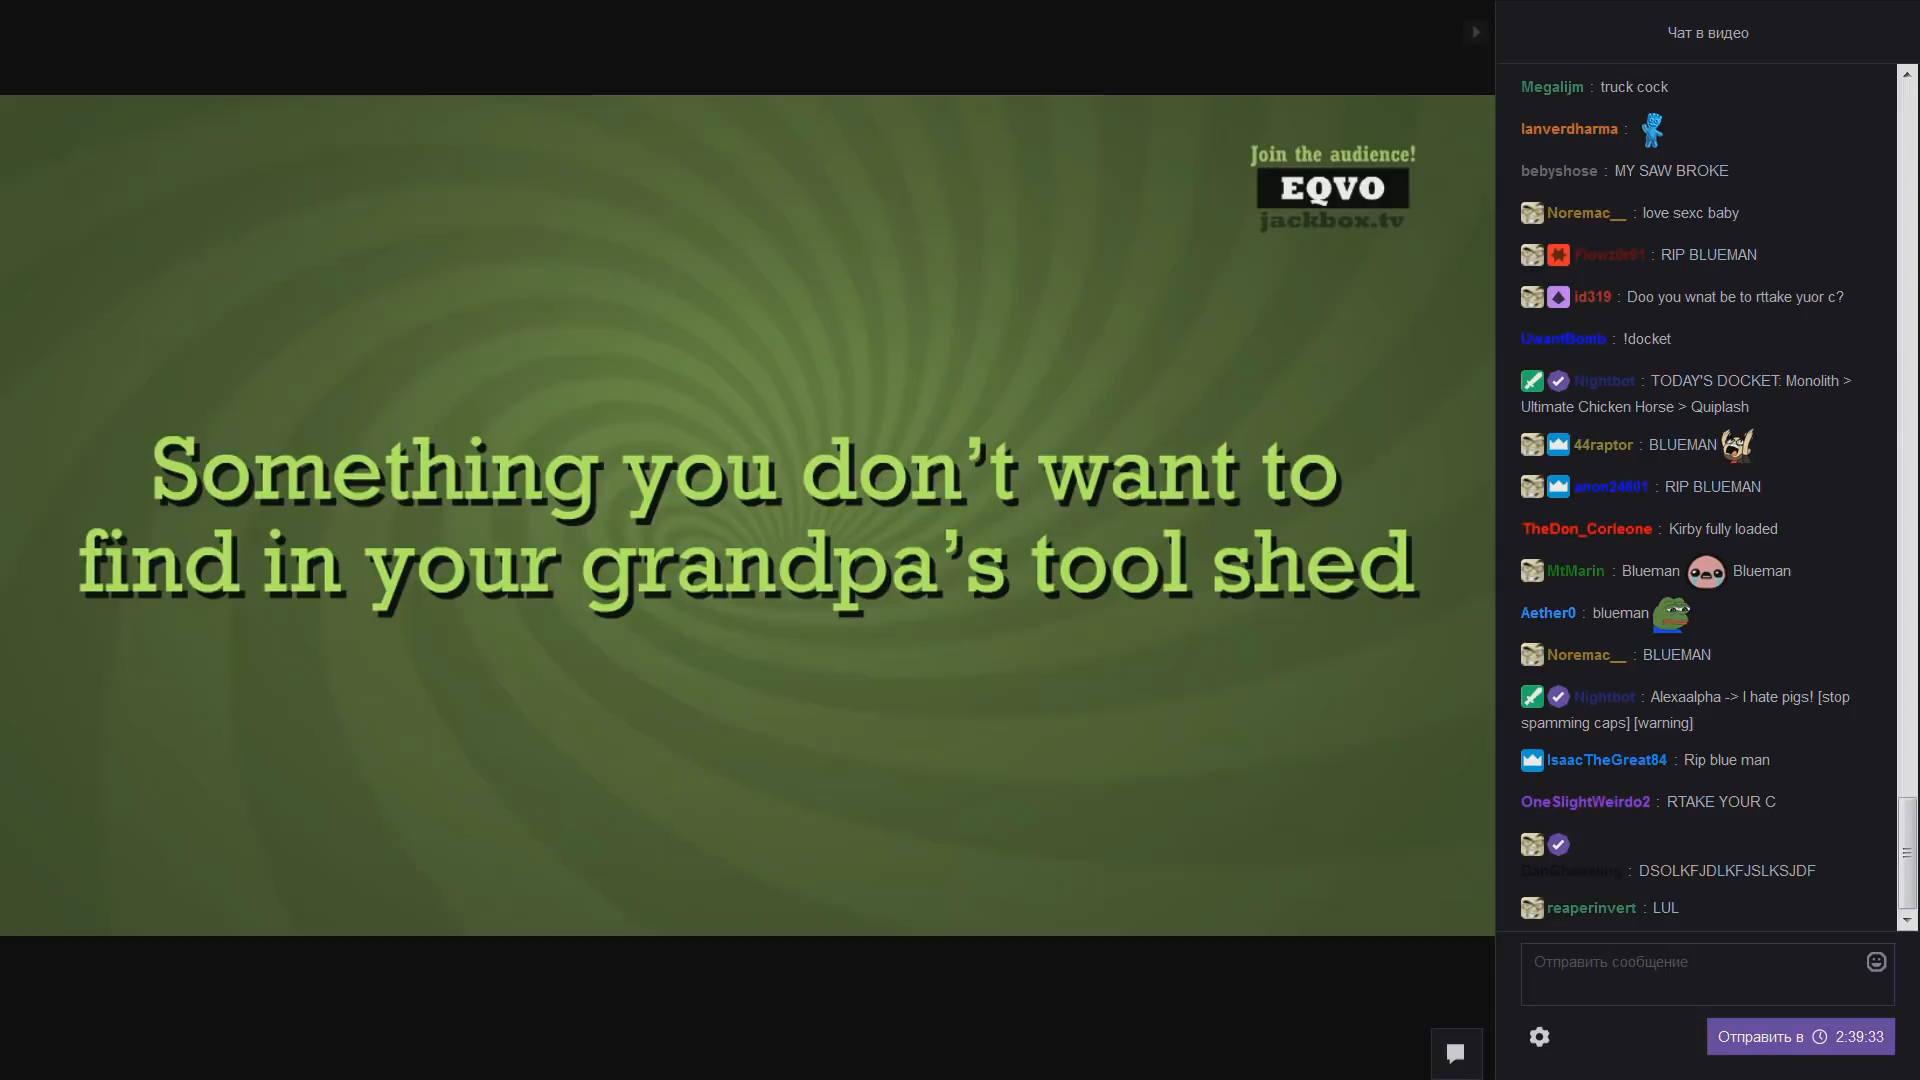 Join the audience!
EQVO
jackbox.tv
Something you don't want to
find in your grandpa's tool shed
Чат в видео
Megalijm : truck cock
lanverdharma :
bebyshose : MY SAW BROKE
Noremac__ : love sexc baby
Flowz0r91 : RIP BLUEMAN
id319 : Doo you wnat be to rttake yuor c?
UwantBomb : !docket
Nightbot : TODAY'S DOCKET: Monolith >
Ultimate Chicken Horse > Quiplash
44raptor : BLUEMAN
anon24601 : RIP BLUEMAN
TheDon_Corleone : Kirby fully loaded
MtMarin : Blueman Blueman
Aether0 : blueman
Noremac__ : BLUEMAN
Nightbot : Alexaalpha -> I hate pigs! [stop
spamming caps] [warning]
IsaacTheGreat84 : Rip blue man
OneSlightWeirdo2 : RTAKE YOUR C
: DSOLKFJDLKFJSLKSJDF
reaperinvert : LUL
Отправить сообщение
Отправить в 2:39:33